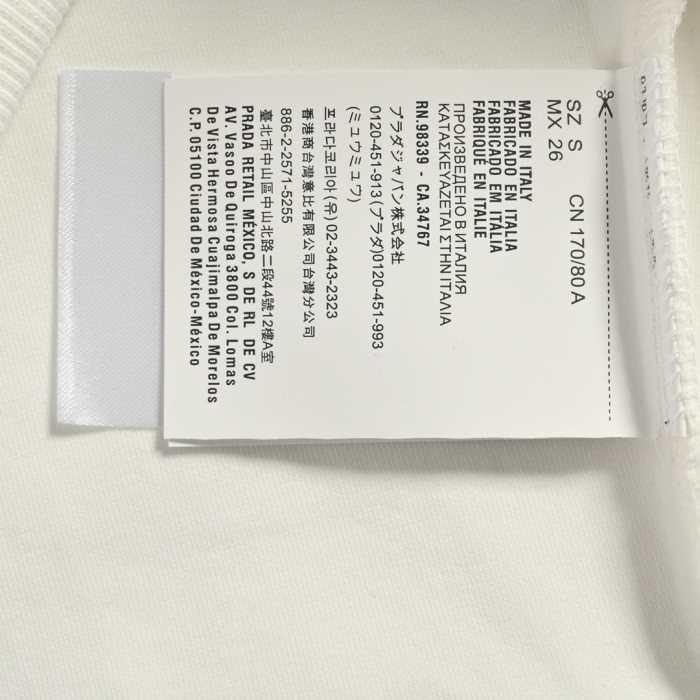 SZ S CN 170/80A
MX 26
MADE IN ITALY
FABRICADO EN ITALIA
FABRICADO EM ITÁLIA
FABRIQUÉ EN ITALIE
ПРОИЗВЕДЕНО В ИТАЛИЯ
ΚΑΤΑΣΚΕΥΑΖΕΤΑΙ ΣΤΗΝ ΙΤΑΛΙΑ
RN.98339 - CA.34767
プラダジャパン株式会社
0120-451-913 (プラダ)0120-451-993
(ミュウミュウ)
프라다코리아(유) 02-3443-2323
香港商台灣意比有限公司台灣分公司
886-2-2571-5255
臺北市中山區中山北路二段44號12樓A室
PRADA RETAIL MÉXICO, S DE RL DE CV
AV. Vasoo De Quiroga 3800 Col. Lomas
De Vista Hermosa Cuajimalpa De Morelos
C.P. 05100 Ciudad De México-México